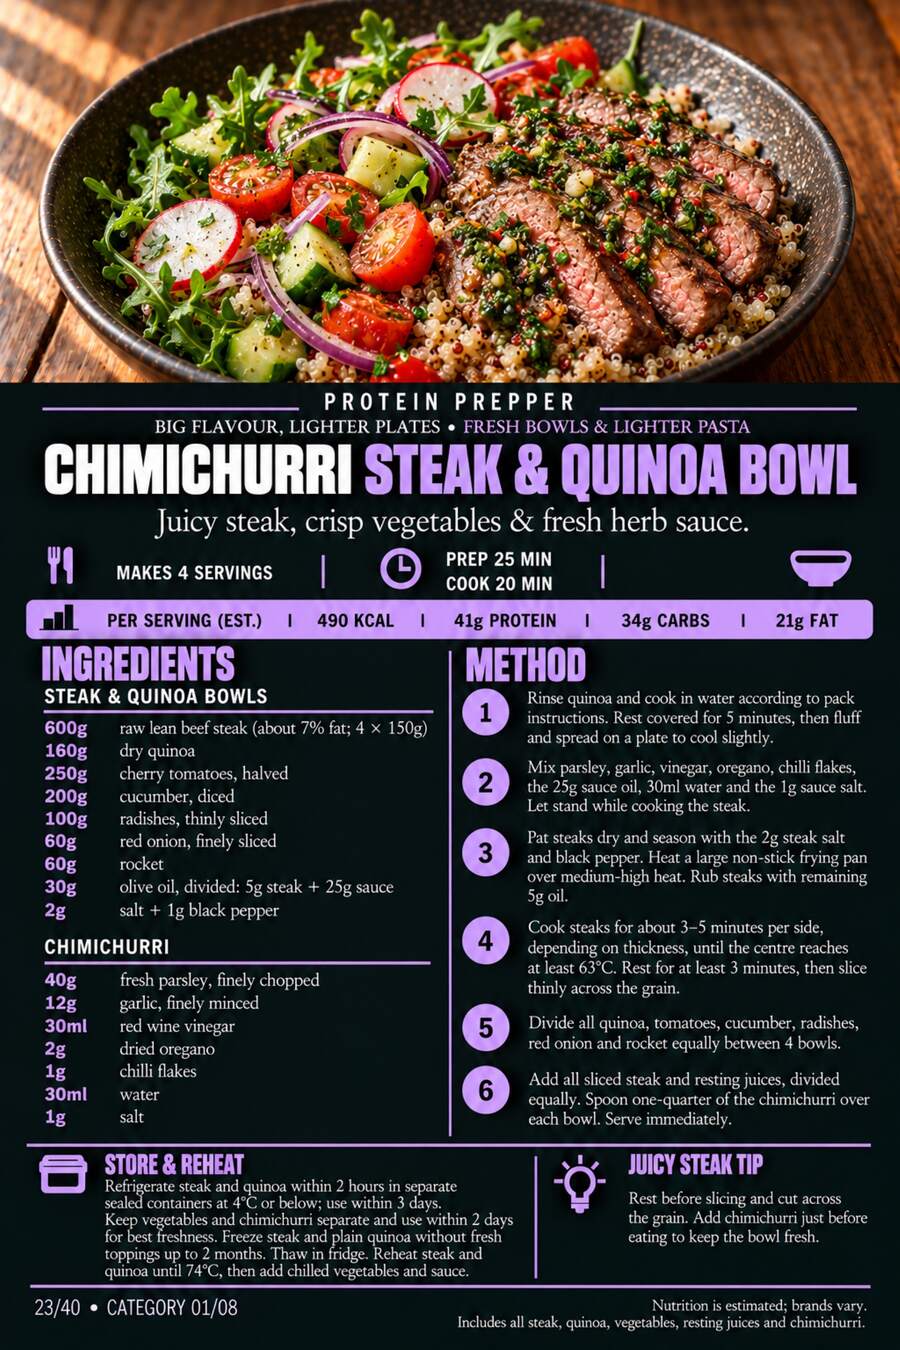 PROTEIN PREPPER
BIG FLAVOUR, LIGHTER PLATES • FRESH BOWLS & LIGHTER PASTA
CHIMICHURRI STEAK & QUINOA BOWL
Juicy steak, crisp vegetables & fresh herb sauce.
MAKES 4 SERVINGS
PREP 25 MIN
COOK 20 MIN
PER SERVING (EST.) | 490 KCAL | 41g PROTEIN | 34g CARBS | 21g FAT
INGREDIENTS
STEAK & QUINOA BOWLS
600g raw lean beef steak (about 7% fat; 4 × 150g)
160g dry quinoa
250g cherry tomatoes, halved
200g cucumber, diced
100g radishes, thinly sliced
60g red onion, finely sliced
60g rocket
30g olive oil, divided: 5g steak + 25g sauce
2g salt + 1g black pepper
CHIMICHURRI
40g fresh parsley, finely chopped
12g garlic, finely minced
30ml red wine vinegar
2g dried oregano
1g chilli flakes
30ml water
1g salt
METHOD
1 Rinse quinoa and cook in water according to pack
instructions. Rest covered for 5 minutes, then fluff
and spread on a plate to cool slightly.
2 Mix parsley, garlic, vinegar, oregano, chilli flakes,
the 25g sauce oil, 30ml water and the 1g sauce salt.
Let stand while cooking the steak.
3 Pat steaks dry and season with the 2g steak salt
and black pepper. Heat a large non-stick frying pan
over medium-high heat. Rub steaks with remaining
5g oil.
4 Cook steaks for about 3–5 minutes per side,
depending on thickness, until the centre reaches
at least 63°C. Rest for at least 3 minutes, then slice
thinly across the grain.
5 Divide all quinoa, tomatoes, cucumber, radishes,
red onion and rocket equally between 4 bowls.
6 Add all sliced steak and resting juices, divided
equally. Spoon one-quarter of the chimichurri over
each bowl. Serve immediately.
STORE & REHEAT
Refrigerate steak and quinoa within 2 hours in separate
sealed containers at 4°C or below; use within 3 days.
Keep vegetables and chimichurri separate and use within 2 days
for best freshness. Freeze steak and plain quinoa without fresh
toppings up to 2 months. Thaw in fridge. Reheat steak and
quinoa until 74°C, then add chilled vegetables and sauce.
JUICY STEAK TIP
Rest before slicing and cut across
the grain. Add chimichurri just before
eating to keep the bowl fresh.
23/40 • CATEGORY 01/08
Nutrition is estimated; brands vary.
Includes all steak, quinoa, vegetables, resting juices and chimichurri.